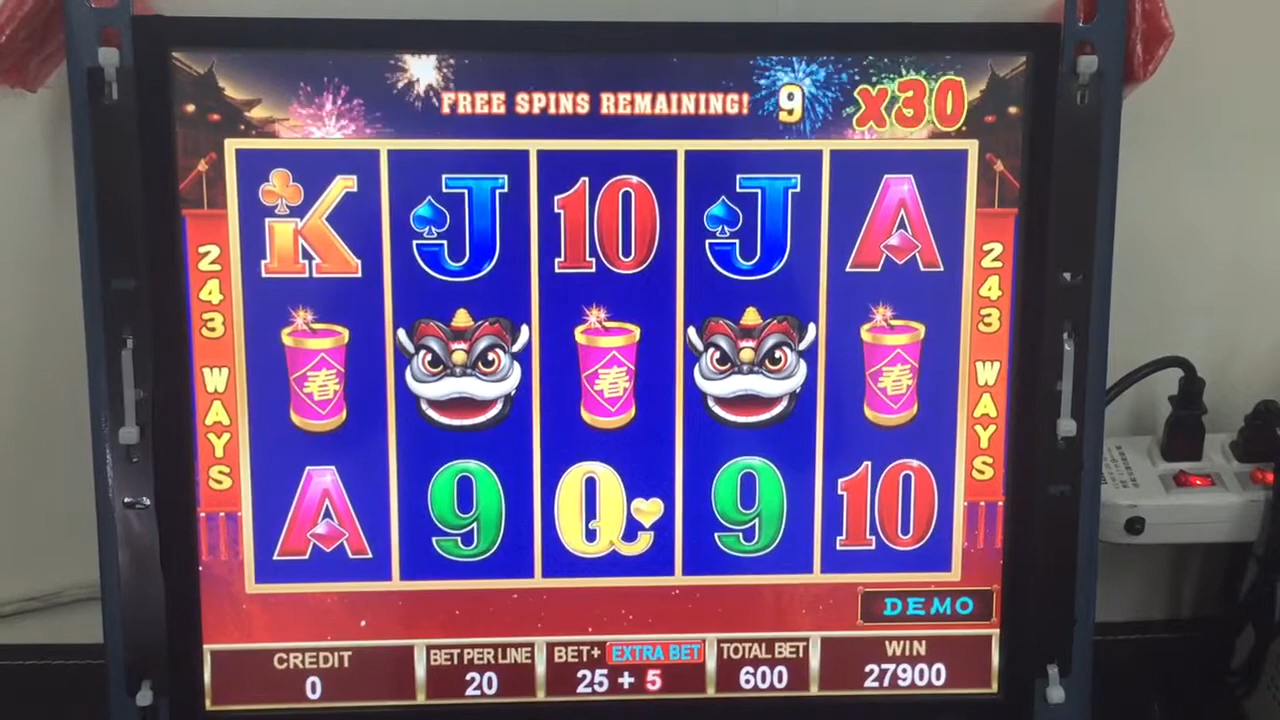 FREE SPINS REMAINING! 9 x30
K J 10 J A
243 WAYS
春 春 春
243 WAYS
A 9 Q 9 10
DEMO
CREDIT BET PER LINE BET+ EXTRA BET TOTAL BET WIN
0 20 25 + 5 600 27900